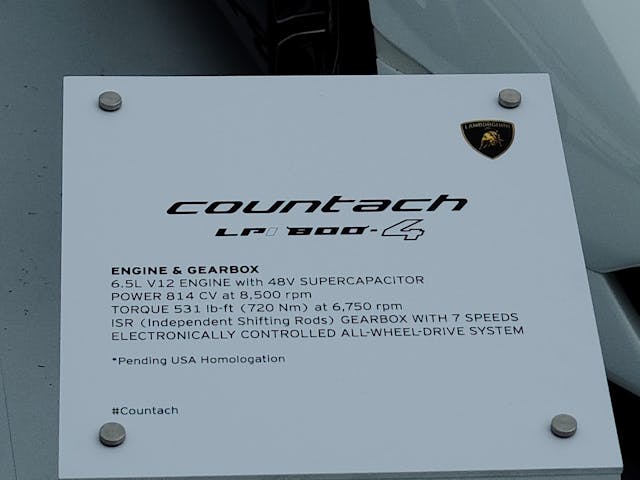 LAMBORGHINI
countach
LPI 800-4
ENGINE & GEARBOX
6.5L V12 ENGINE with 48V SUPERCAPACITOR
POWER 814 CV at 8,500 rpm
TORQUE 531 lb-ft (720 Nm) at 6,750 rpm
ISR (Independent Shifting Rods) GEARBOX WITH 7 SPEEDS
ELECTRONICALLY CONTROLLED ALL-WHEEL-DRIVE SYSTEM
*Pending USA Homologation
#Countach